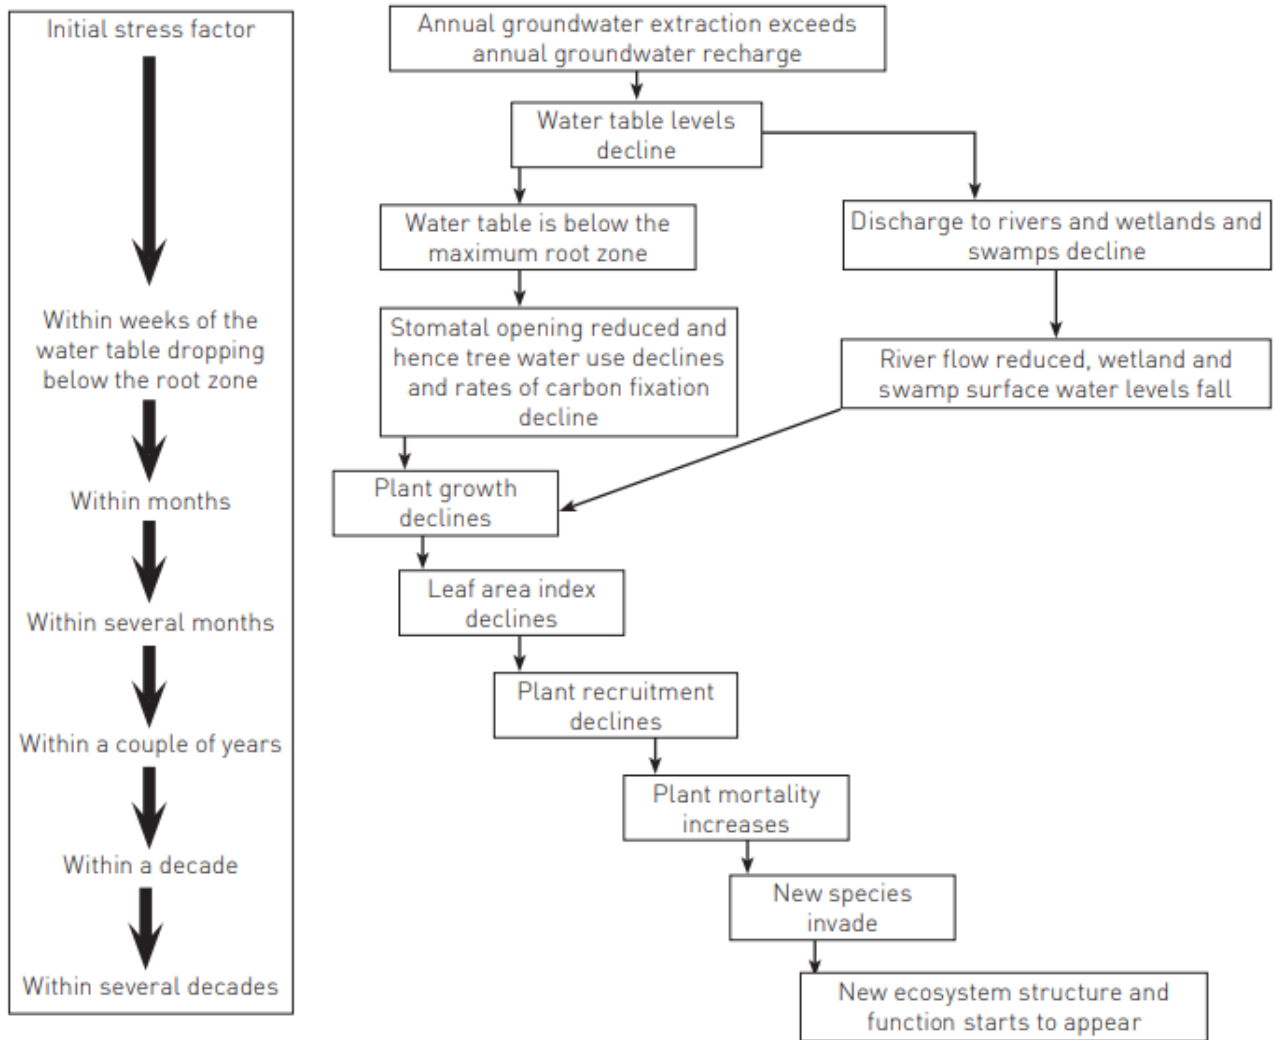 Initial stress factor
Within weeks of the
water table dropping
below the root zone
Within months
Within several months
Within a couple of years
Within a decade
Within several decades
Annual groundwater extraction exceeds
annual groundwater recharge
Water table levels
decline
Water table is below the
maximum root zone
Discharge to rivers and wetlands and
swamps decline
Stomatal opening reduced and
hence tree water use declines
and rates of carbon fixation
decline
River flow reduced, wetland and
swamp surface water levels fall
Plant growth
declines
Leaf area index
declines
Plant recruitment
declines
Plant mortality
increases
New species
invade
New ecosystem structure and
function starts to appear